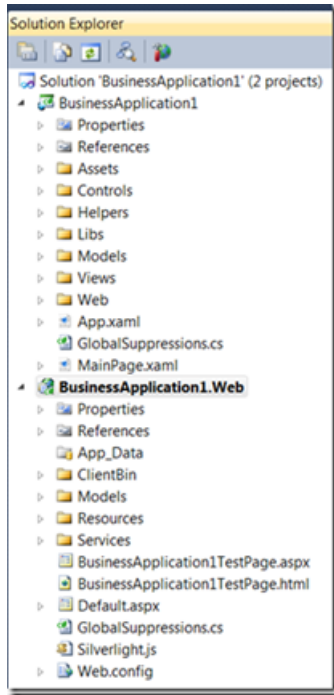 Solution Explorer
Solution 'BusinessApplication1' (2 projects)
BusinessApplication1
Properties
References
Assets
Controls
Helpers
Libs
Models
Views
Web
App.xaml
GlobalSuppressions.cs
MainPage.xaml
BusinessApplication1.Web
Properties
References
App_Data
ClientBin
Models
Resources
Services
BusinessApplication1TestPage.aspx
BusinessApplication1TestPage.html
Default.aspx
GlobalSuppressions.cs
Silverlight.js
Web.config